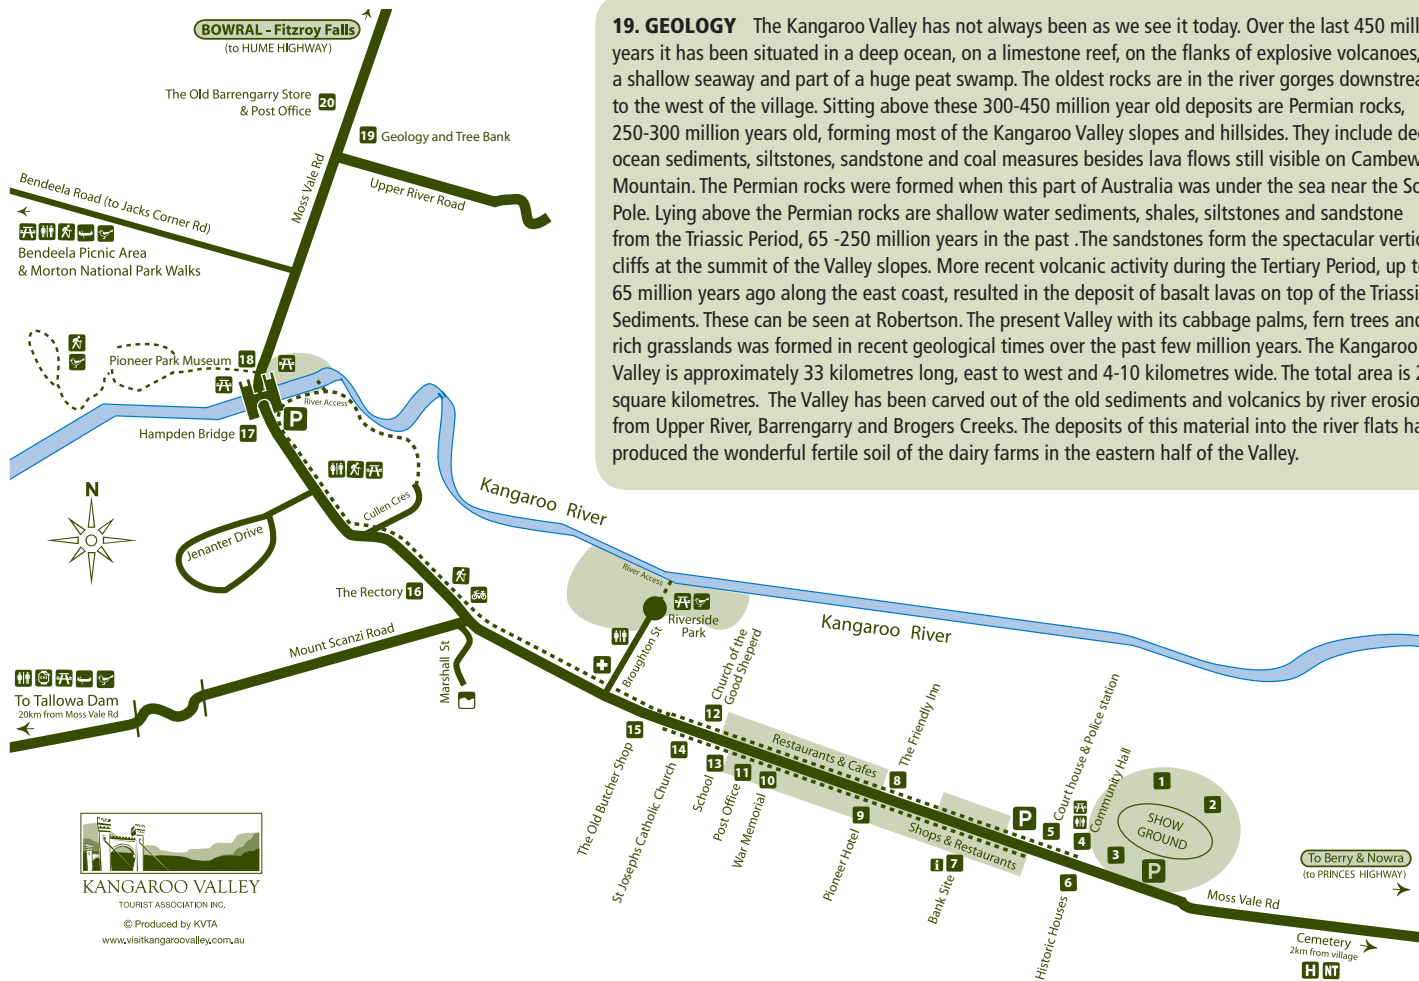 BOWRAL - Fitzroy Falls
(to HUME HIGHWAY)
The Old Barrengarry Store
& Post Office
20
19 Geology and Tree Bank
Moss Vale Rd
Upper River Road
Bendeela Road (to Jacks Corner Rd)
Bendeela Picnic Area
& Morton National Park Walks
Pioneer Park Museum 18
River Access
P
Hampden Bridge 17
N
Cullen Cres
Jenanter Drive
Kangaroo River
The Rectory 16
River Access
Riverside
Park
Kangaroo River
Mount Scanzi Road
Marshall St
Broughton St
To Tallowa Dam
20km from Moss Vale Rd
12 Church of the
Good Sheperd
15
The Old Butcher Shop
14
St Josephs Catholic Church
13
School
11
Post Office
10
War Memorial
Restaurants & Cafes
8 The Friendly Inn
9
Pioneer Hotel
Shops & Restaurants
i 7
Bank Site
P
5 Court house & Police station
4 Community Hall
6
Historic Houses
1
2
3
SHOW
GROUND
P
Moss Vale Rd
To Berry & Nowra
(to PRINCES HIGHWAY)
Cemetery
2km from village
H NT
KANGAROO VALLEY
TOURIST ASSOCIATION INC.
© Produced by KVTA
www.visitkangaroovalley.com.au
19. GEOLOGY The Kangaroo Valley has not always been as we see it today. Over the last 450 mill
years it has been situated in a deep ocean, on a limestone reef, on the flanks of explosive volcanoes,
a shallow seaway and part of a huge peat swamp. The oldest rocks are in the river gorges downstrea
to the west of the village. Sitting above these 300-450 million year old deposits are Permian rocks,
250-300 million years old, forming most of the Kangaroo Valley slopes and hillsides. They include de
ocean sediments, siltstones, sandstone and coal measures besides lava flows still visible on Cambew
Mountain. The Permian rocks were formed when this part of Australia was under the sea near the So
Pole. Lying above the Permian rocks are shallow water sediments, shales, siltstones and sandstone
from the Triassic Period, 65 -250 million years in the past .The sandstones form the spectacular vertic
cliffs at the summit of the Valley slopes. More recent volcanic activity during the Tertiary Period, up t
65 million years ago along the east coast, resulted in the deposit of basalt lavas on top of the Triassi
Sediments. These can be seen at Robertson. The present Valley with its cabbage palms, fern trees and
rich grasslands was formed in recent geological times over the past few million years. The Kangaroo
Valley is approximately 33 kilometres long, east to west and 4-10 kilometres wide. The total area is 2
square kilometres. The Valley has been carved out of the old sediments and volcanics by river erosio
from Upper River, Barrengarry and Brogers Creeks. The deposits of this material into the river flats ha
produced the wonderful fertile soil of the dairy farms in the eastern half of the Valley.